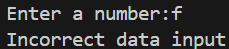 Enter a number:f
Incorrect data input